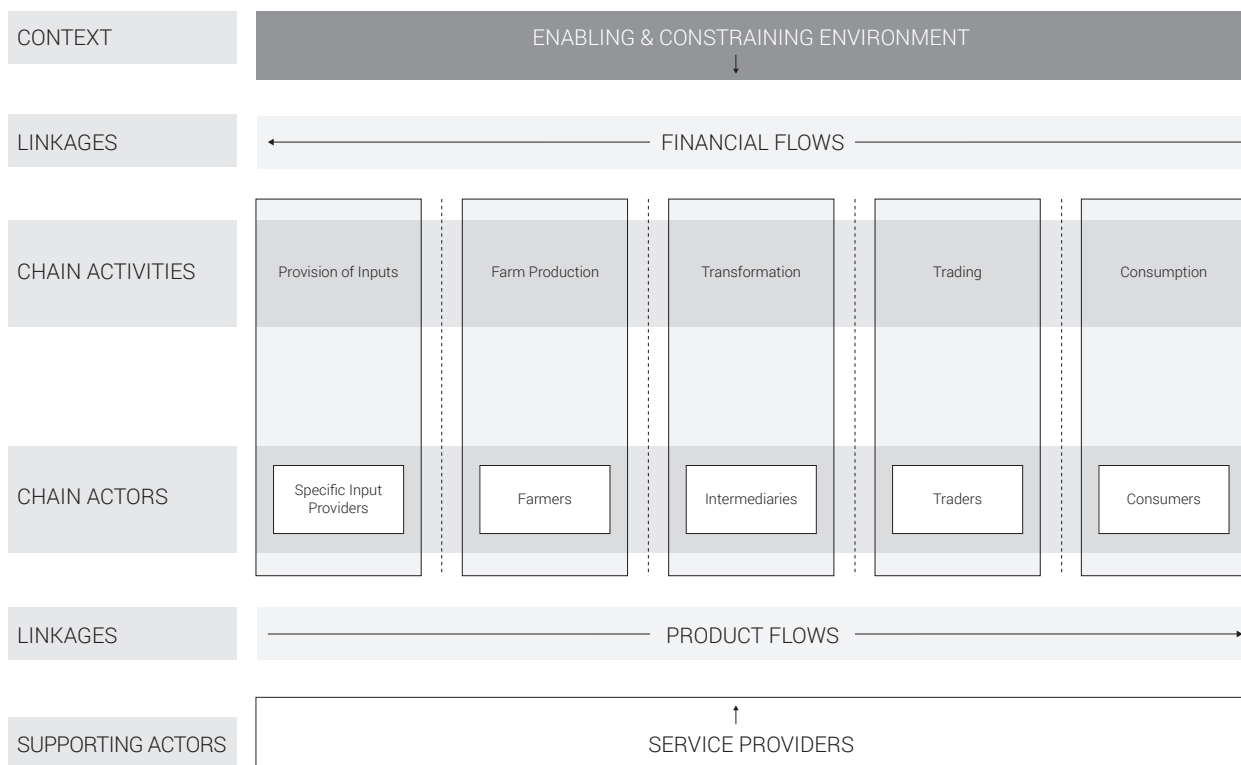 CONTEXT
ENABLING & CONSTRAINING ENVIRONMENT
LINKAGES
FINANCIAL FLOWS
CHAIN ACTIVITIES
Provision of Inputs
Farm Production
Transformation
Trading
Consumption
CHAIN ACTORS
Specific Input
Providers
Farmers
Intermediaries
Traders
Consumers
LINKAGES
PRODUCT FLOWS
SUPPORTING ACTORS
SERVICE PROVIDERS